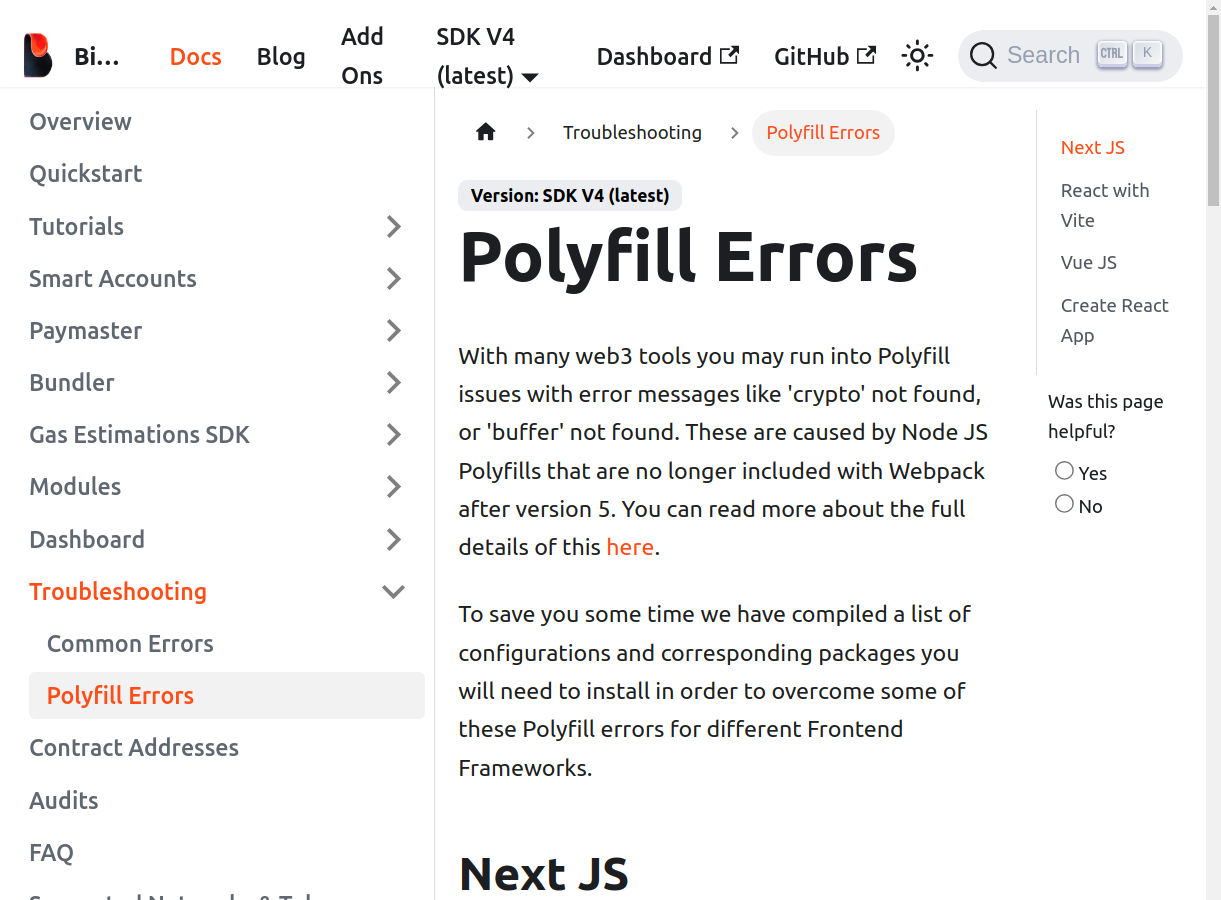 Bi...
Docs
Blog
Add
Ons
SDK V4
(latest)
Dashboard
GitHub
Search
CTRL
K
Overview
Quickstart
Tutorials
Smart Accounts
Paymaster
Bundler
Gas Estimations SDK
Modules
Dashboard
Troubleshooting
Common Errors
Polyfill Errors
Contract Addresses
Audits
FAQ
Troubleshooting
Polyfill Errors
Version: SDK V4 (latest)
Polyfill Errors
With many web3 tools you may run into Polyfill
issues with error messages like 'crypto' not found,
or 'buffer' not found. These are caused by Node JS
Polyfills that are no longer included with Webpack
after version 5. You can read more about the full
details of this here.
To save you some time we have compiled a list of
configurations and corresponding packages you
will need to install in order to overcome some of
these Polyfill errors for different Frontend
Frameworks.
Next JS
Next JS
React with
Vite
Vue JS
Create React
App
Was this page
helpful?
Yes
No